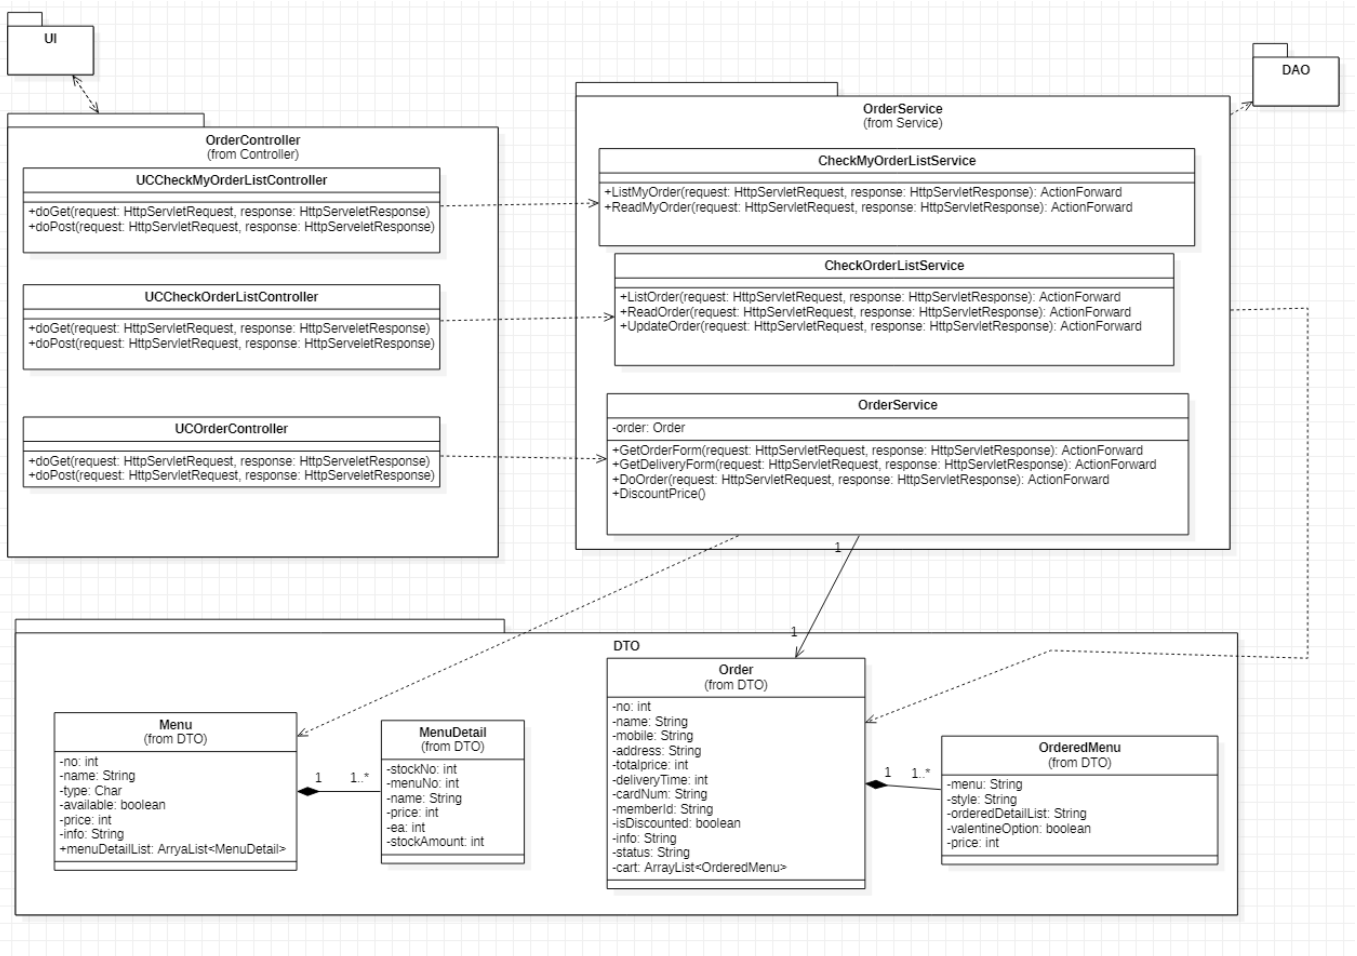 UI
DAO
OrderController
(from Controller)
UCCheckMyOrderListController
+doGet(request: HttpServletRequest, response: HttpServeletResponse)
+doPost(request: HttpServletRequest, response: HttpServeletResponse)
UCCheckOrderListController
+doGet(request: HttpServletRequest, response: HttpServeletResponse)
+doPost(request: HttpServletRequest, response: HttpServeletResponse)
UCOrderController
+doGet(request: HttpServletRequest, response: HttpServeletResponse)
+doPost(request: HttpServletRequest, response: HttpServeletResponse)
OrderService
(from Service)
CheckMyOrderListService
+ListMyOrder(request: HttpServletRequest, response: HttpServletResponse): ActionForward
+ReadMyOrder(request: HttpServletRequest, response: HttpServletResponse): ActionForward
CheckOrderListService
+ListOrder(request: HttpServletRequest, response: HttpServletResponse): ActionForward
+ReadOrder(request: HttpServletRequest, response: HttpServletResponse): ActionForward
+UpdateOrder(request: HttpServletRequest, response: HttpServletResponse): ActionForward
OrderService
-order: Order
+GetOrderForm(request: HttpServletRequest, response: HttpServletResponse): ActionForward
+GetDeliveryForm(request: HttpServletRequest, response: HttpServletResponse): ActionForward
+DoOrder(request: HttpServletRequest, response: HttpServletResponse): ActionForward
+DiscountPrice()
1
1
DTO
Menu
(from DTO)
-no: int
-name: String
-type: Char
-available: boolean
-price: int
-info: String
+menuDetailList: ArryaList<MenuDetail>
1
1..*
MenuDetail
(from DTO)
-stockNo: int
-menuNo: int
-name: String
-price: int
-ea: int
-stockAmount: int
Order
(from DTO)
-no: int
-name: String
-mobile: String
-address: String
-totalprice: int
-deliveryTime: int
-cardNum: String
-memberId: String
-isDiscounted: boolean
-info: String
-status: String
-cart: ArrayList<OrderedMenu>
1
1..*
OrderedMenu
(from DTO)
-menu: String
-style: String
-orderedDetailList: String
-valentineOption: boolean
-price: int